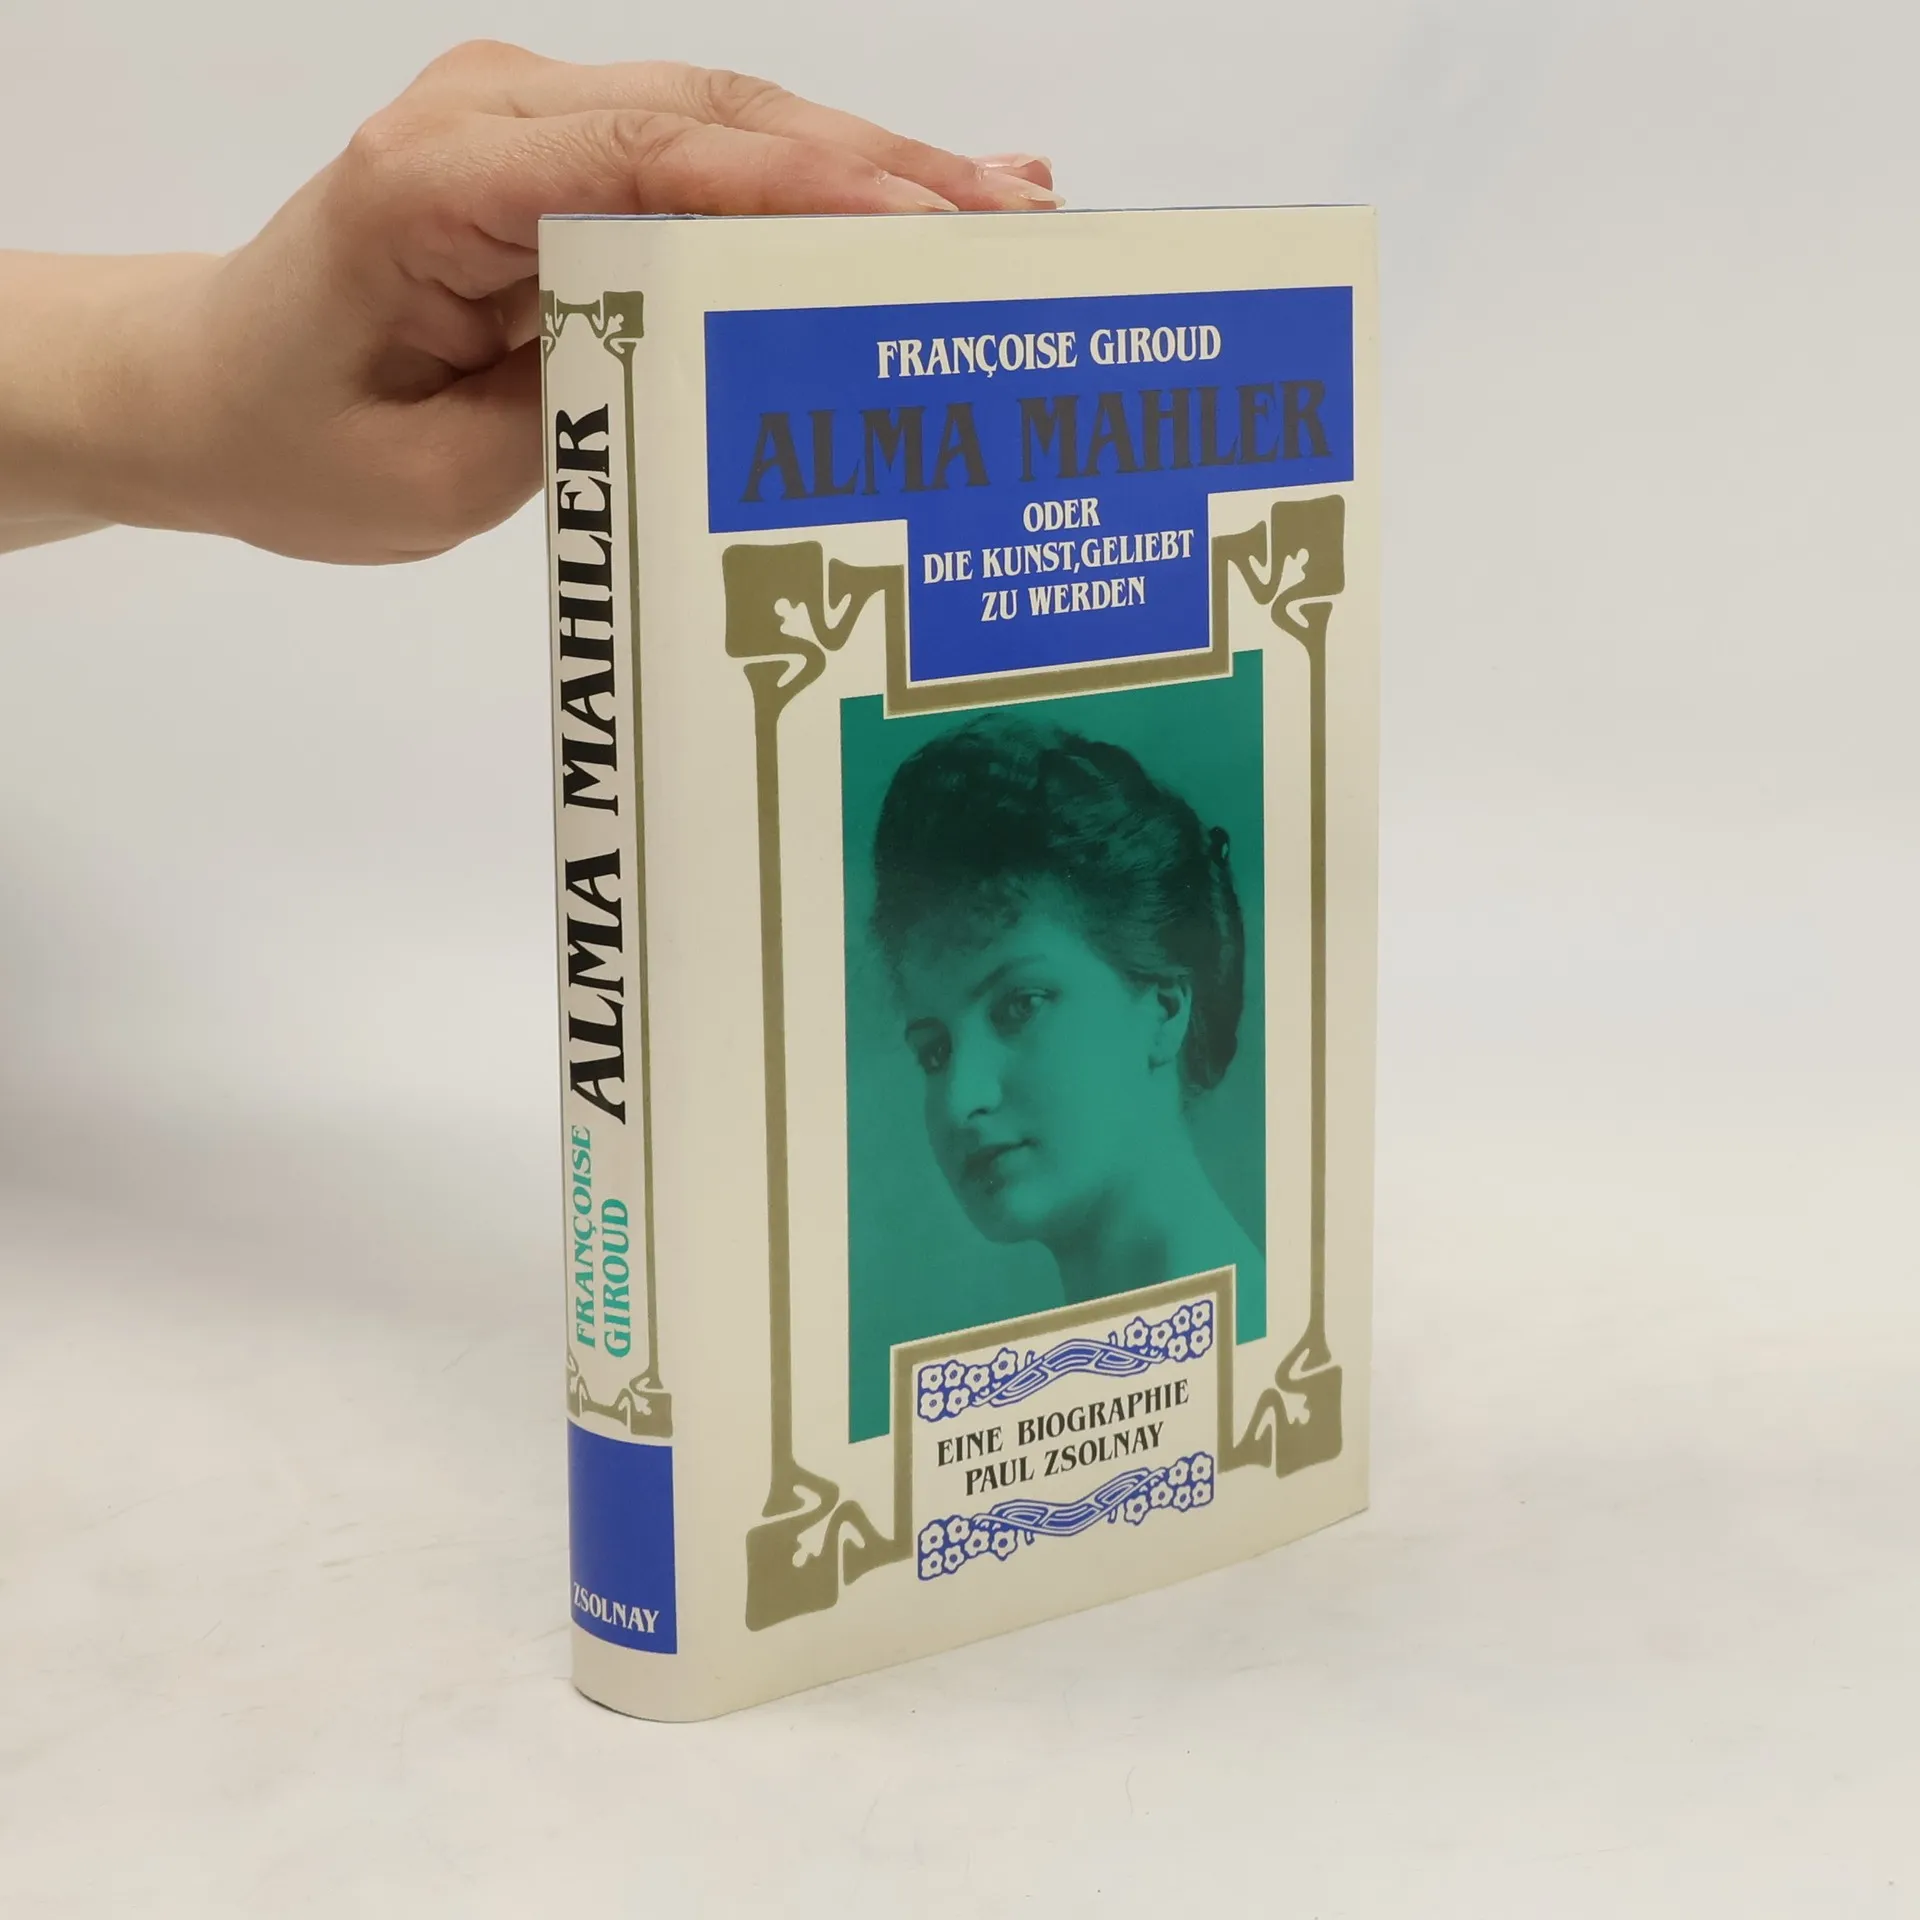 FRANÇOISE GIROUD
ALMA MAHLER
ODER
DIE KUNST, GELIEBT
ZU WERDEN
EINE BIOGRAPHIE
PAUL ZSOLNAY
FRANÇOISE
GIROUD
ALMA MAHLER
ZSOLNAY